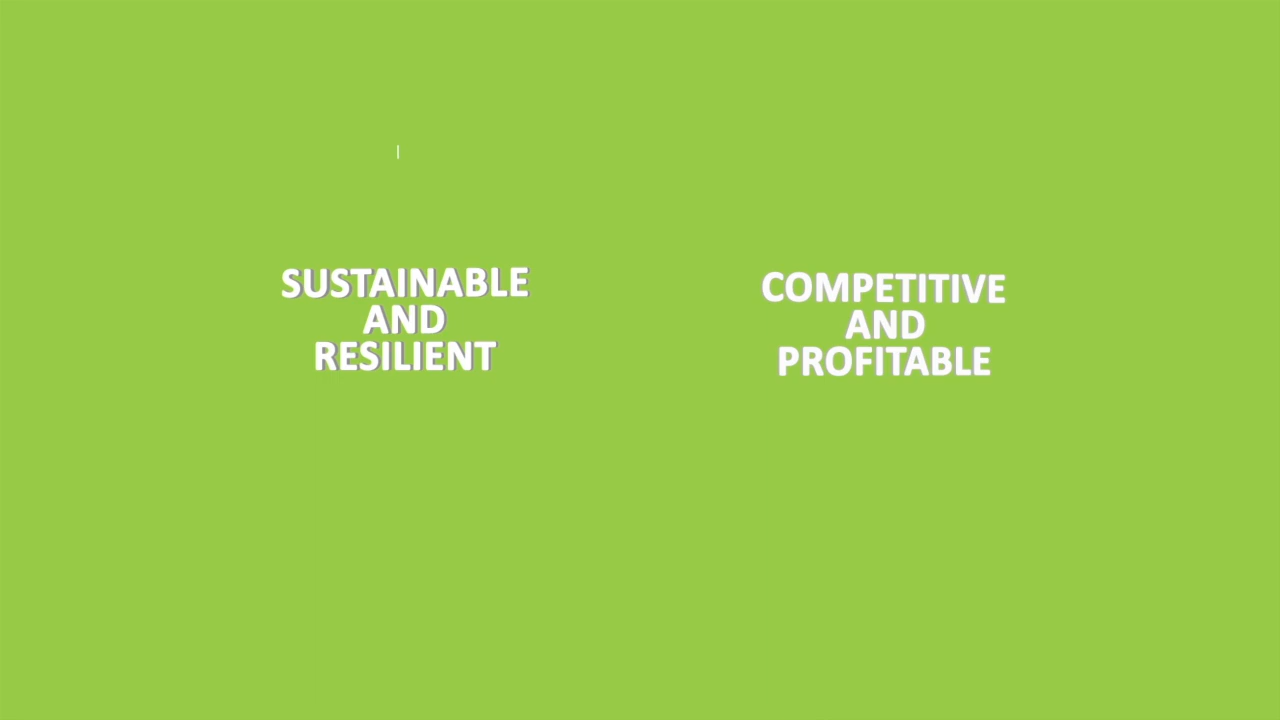 SUSTAINABLE
AND
RESILIENT
COMPETITIVE
AND
PROFITABLE